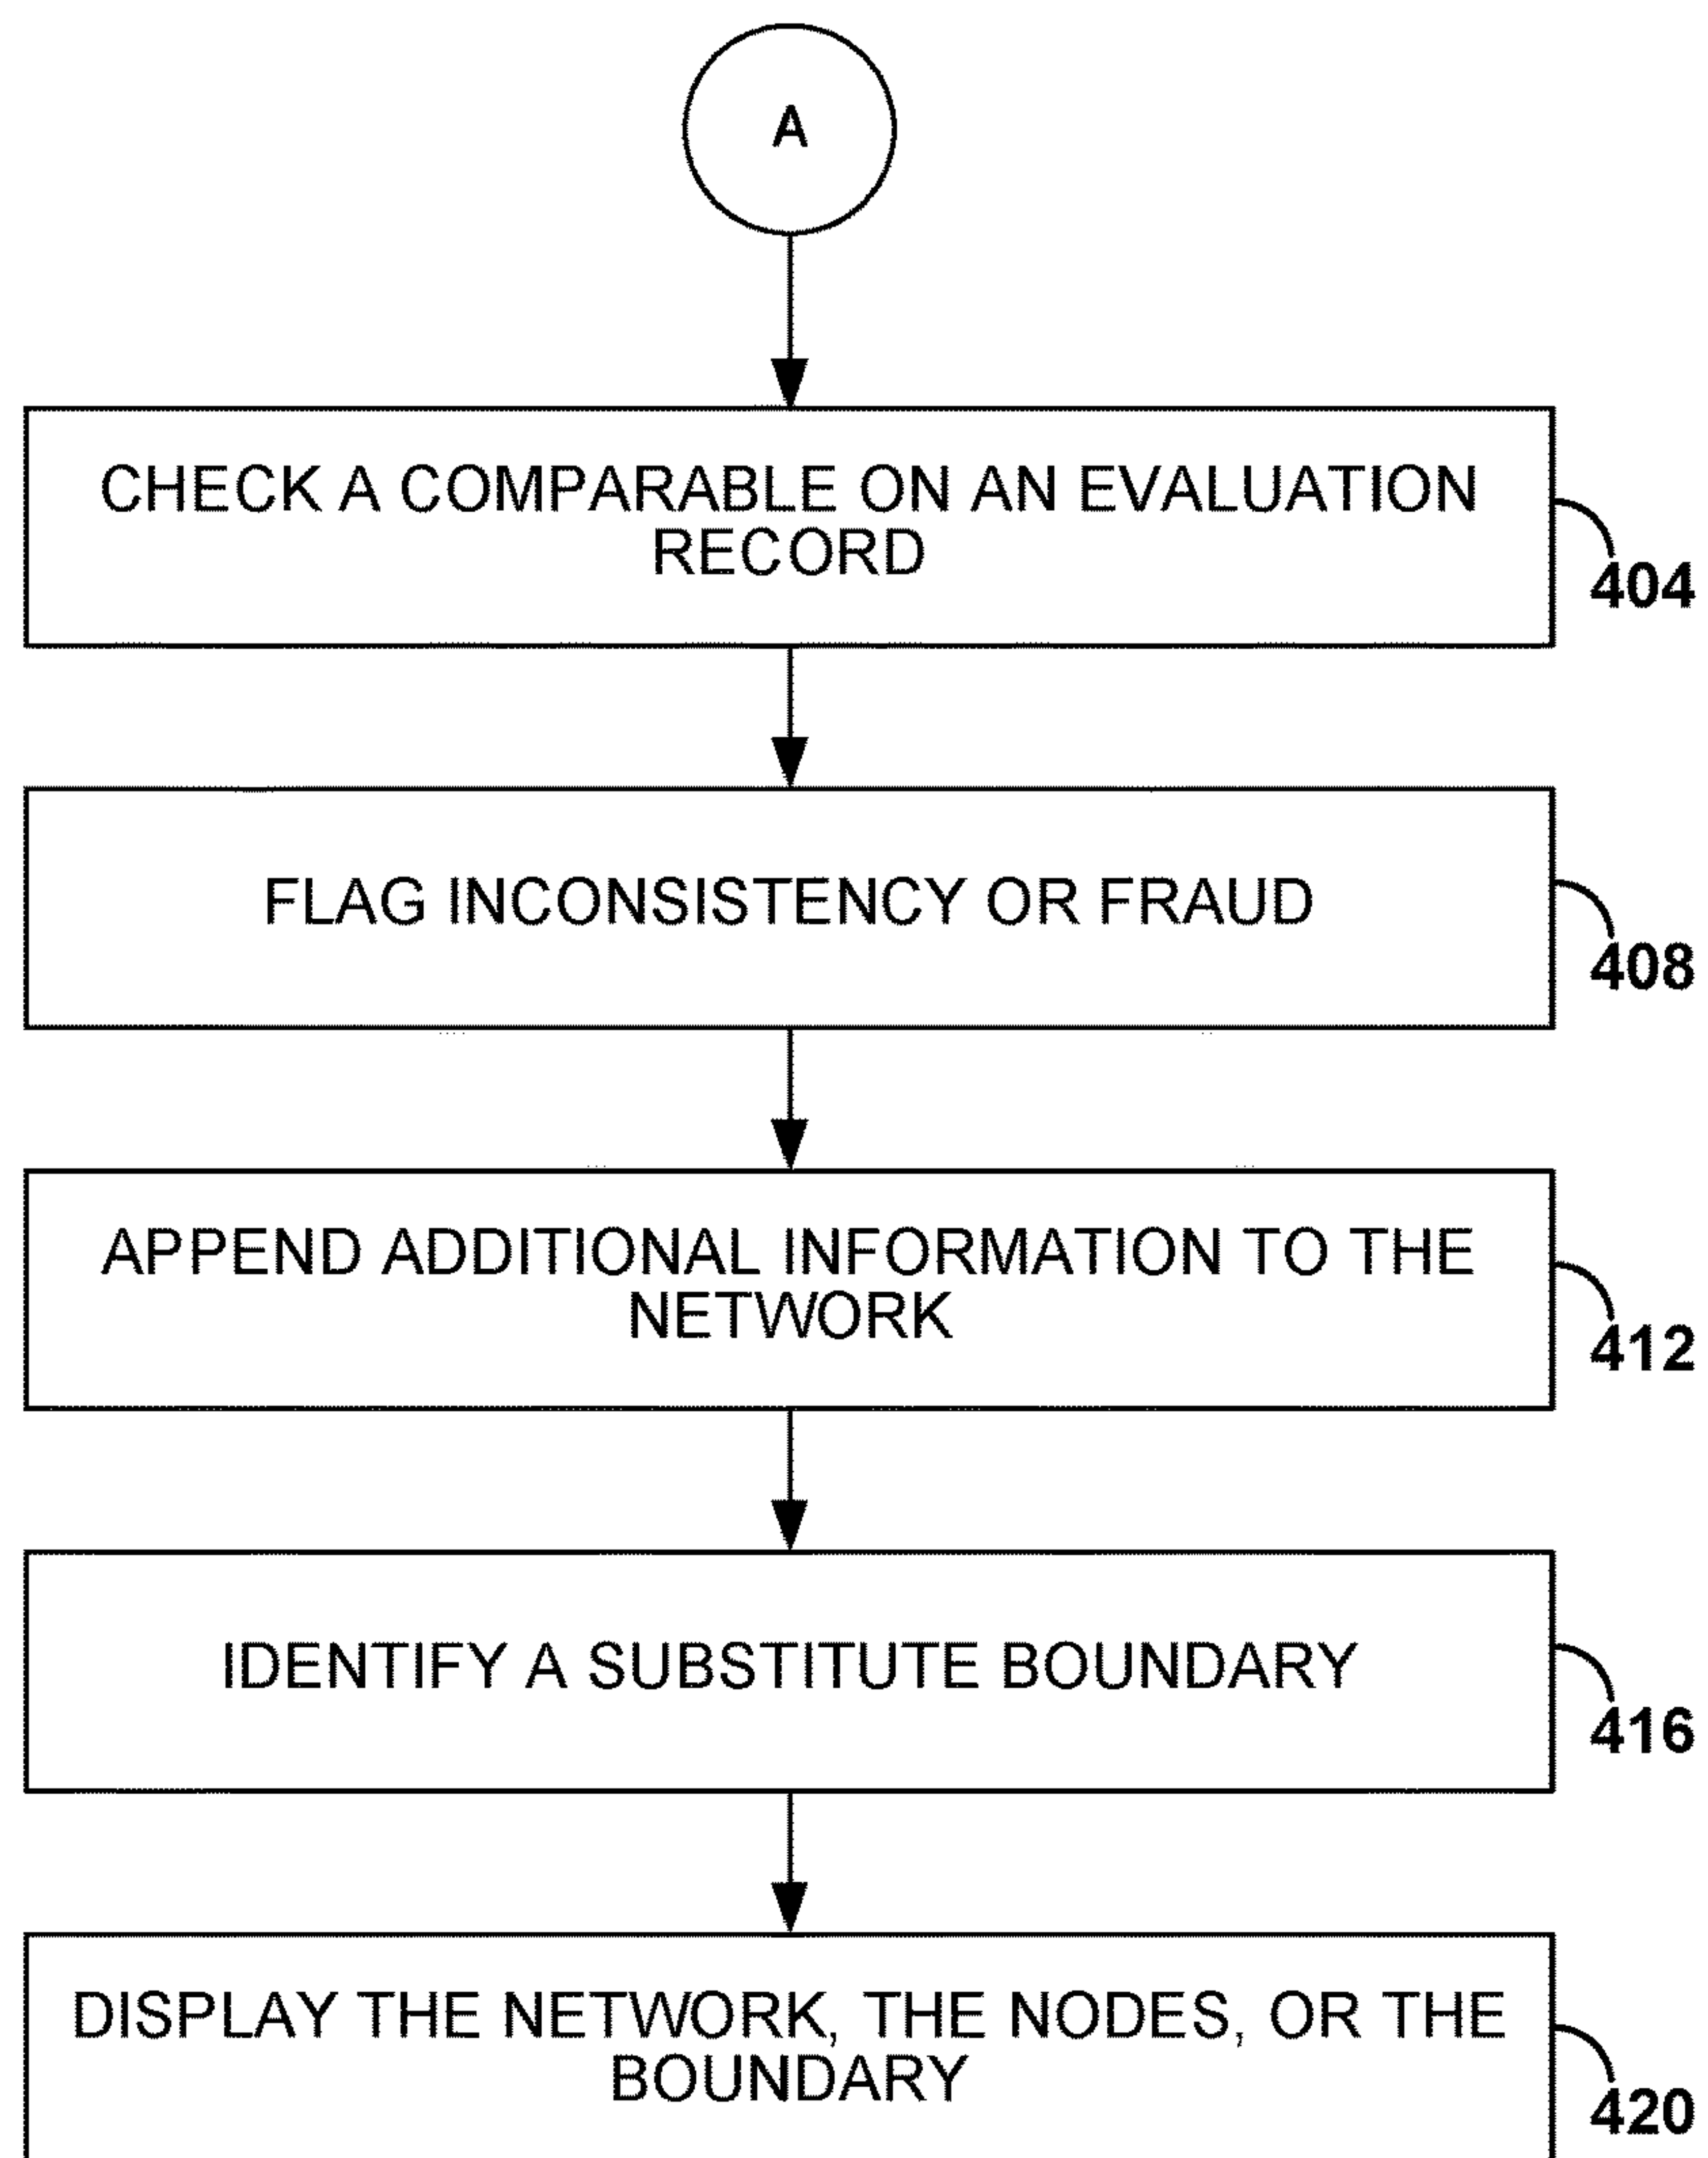 A
CHECK A COMPARABLE ON AN EVALUATION
RECORD
404
FLAG INCONSISTENCY OR FRAUD
408
APPEND ADDITIONAL INFORMATION TO THE
NETWORK
412
IDENTIFY A SUBSTITUTE BOUNDARY
416
DISPLAY THE NETWORK, THE NODES, OR THE
BOUNDARY
420